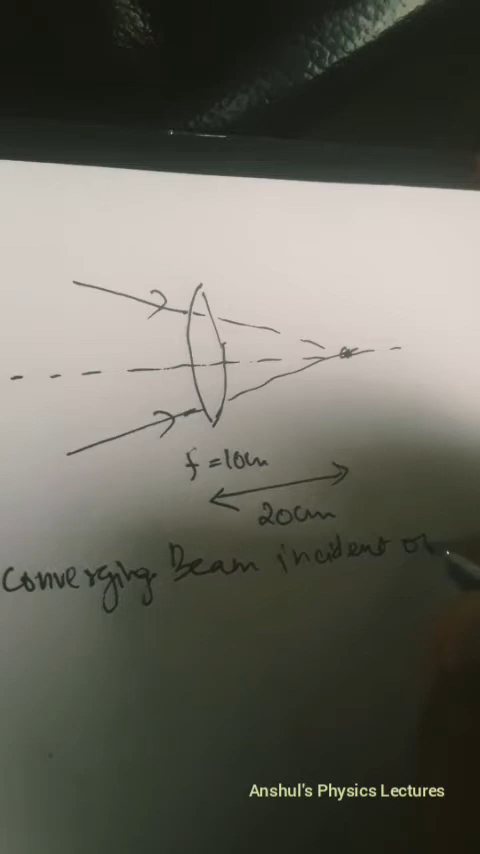 f = 10cm
20cm
Converging Beam incident on
Anshul's Physics Lectures